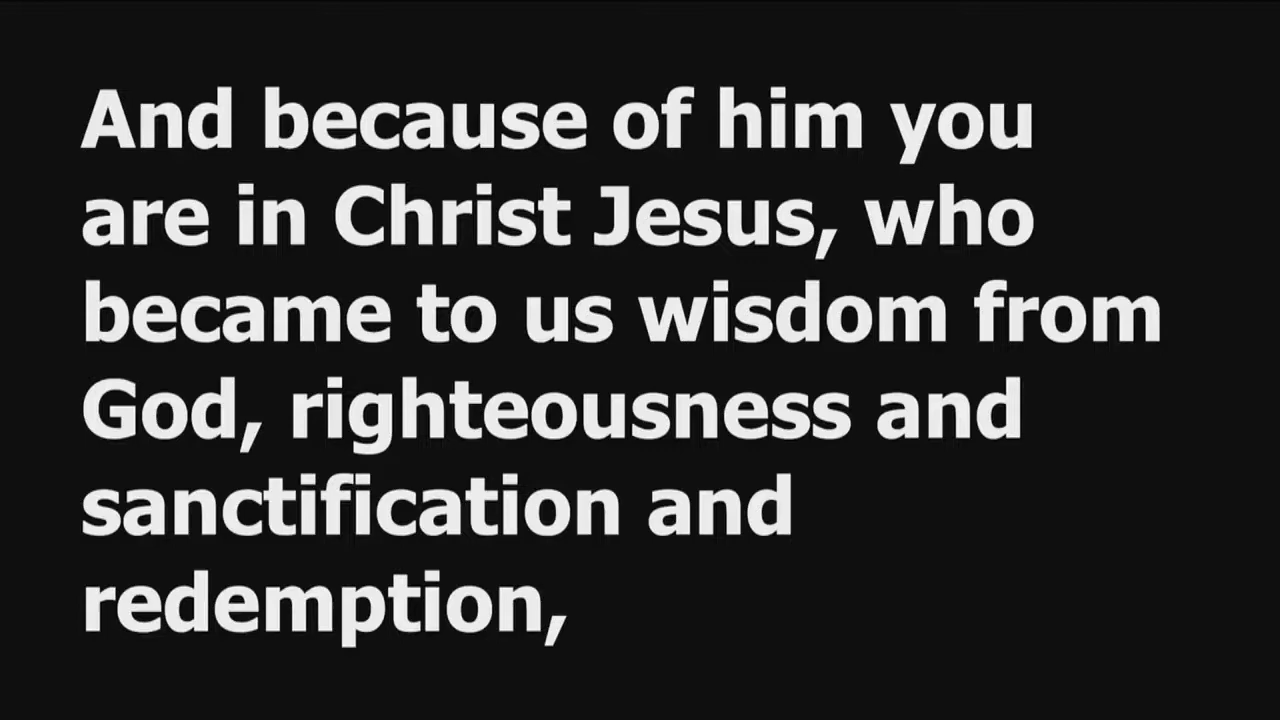 And because of him you
are in Christ Jesus, who
became to us wisdom from
God, righteousness and
sanctification and
redemption,